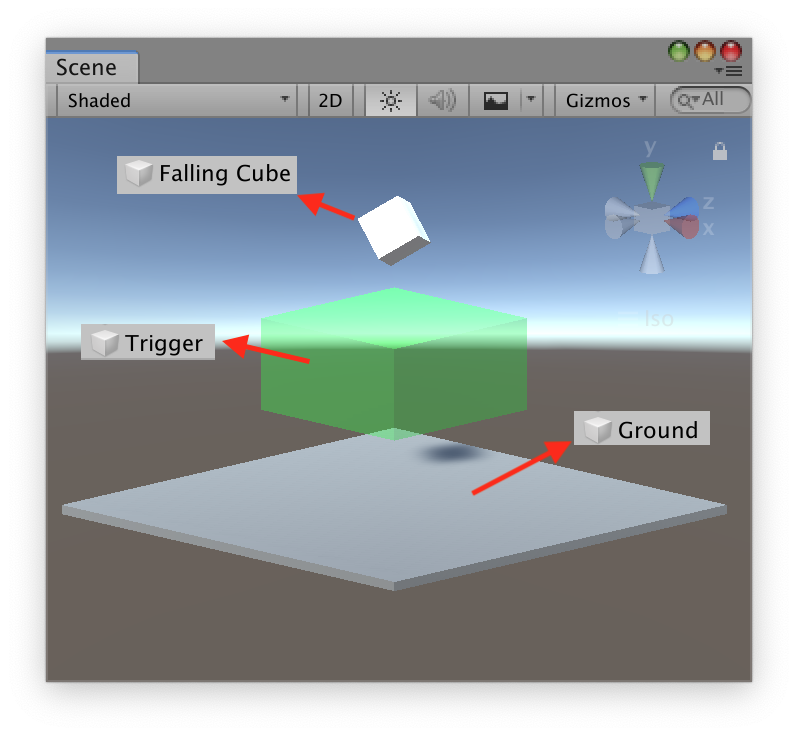 Scene
Shaded
2D
Gizmos
All
y
Falling Cube
z
x
Iso
Trigger
Ground